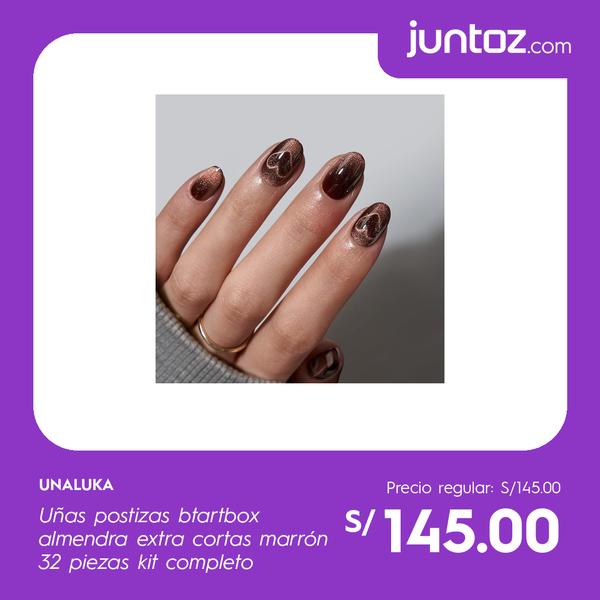 juntoz.com
UNALUKA
Uñas postizas btartbox
almendra extra cortas marrón
32 piezas kit completo
Precio regular: S/145.00
S/145.00